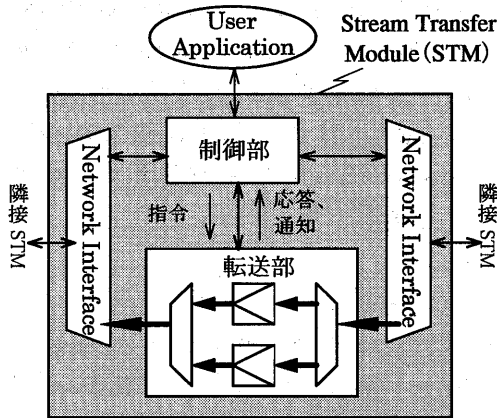 User
Application
Stream Transfer
Module (STM)
制御部
Network Interface
Network Interface
隣接 STM
隣接 STM
指令
応答、
通知
転送部